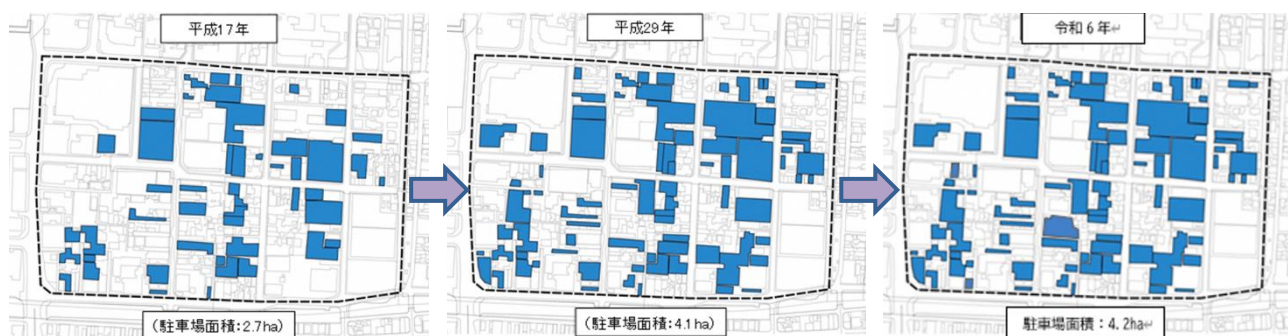 平成17年
平成29年
令和6年↵
(駐車場面積:2.7ha)
(駐車場面積:4.1ha)
駐車場面積:4.2ha↵